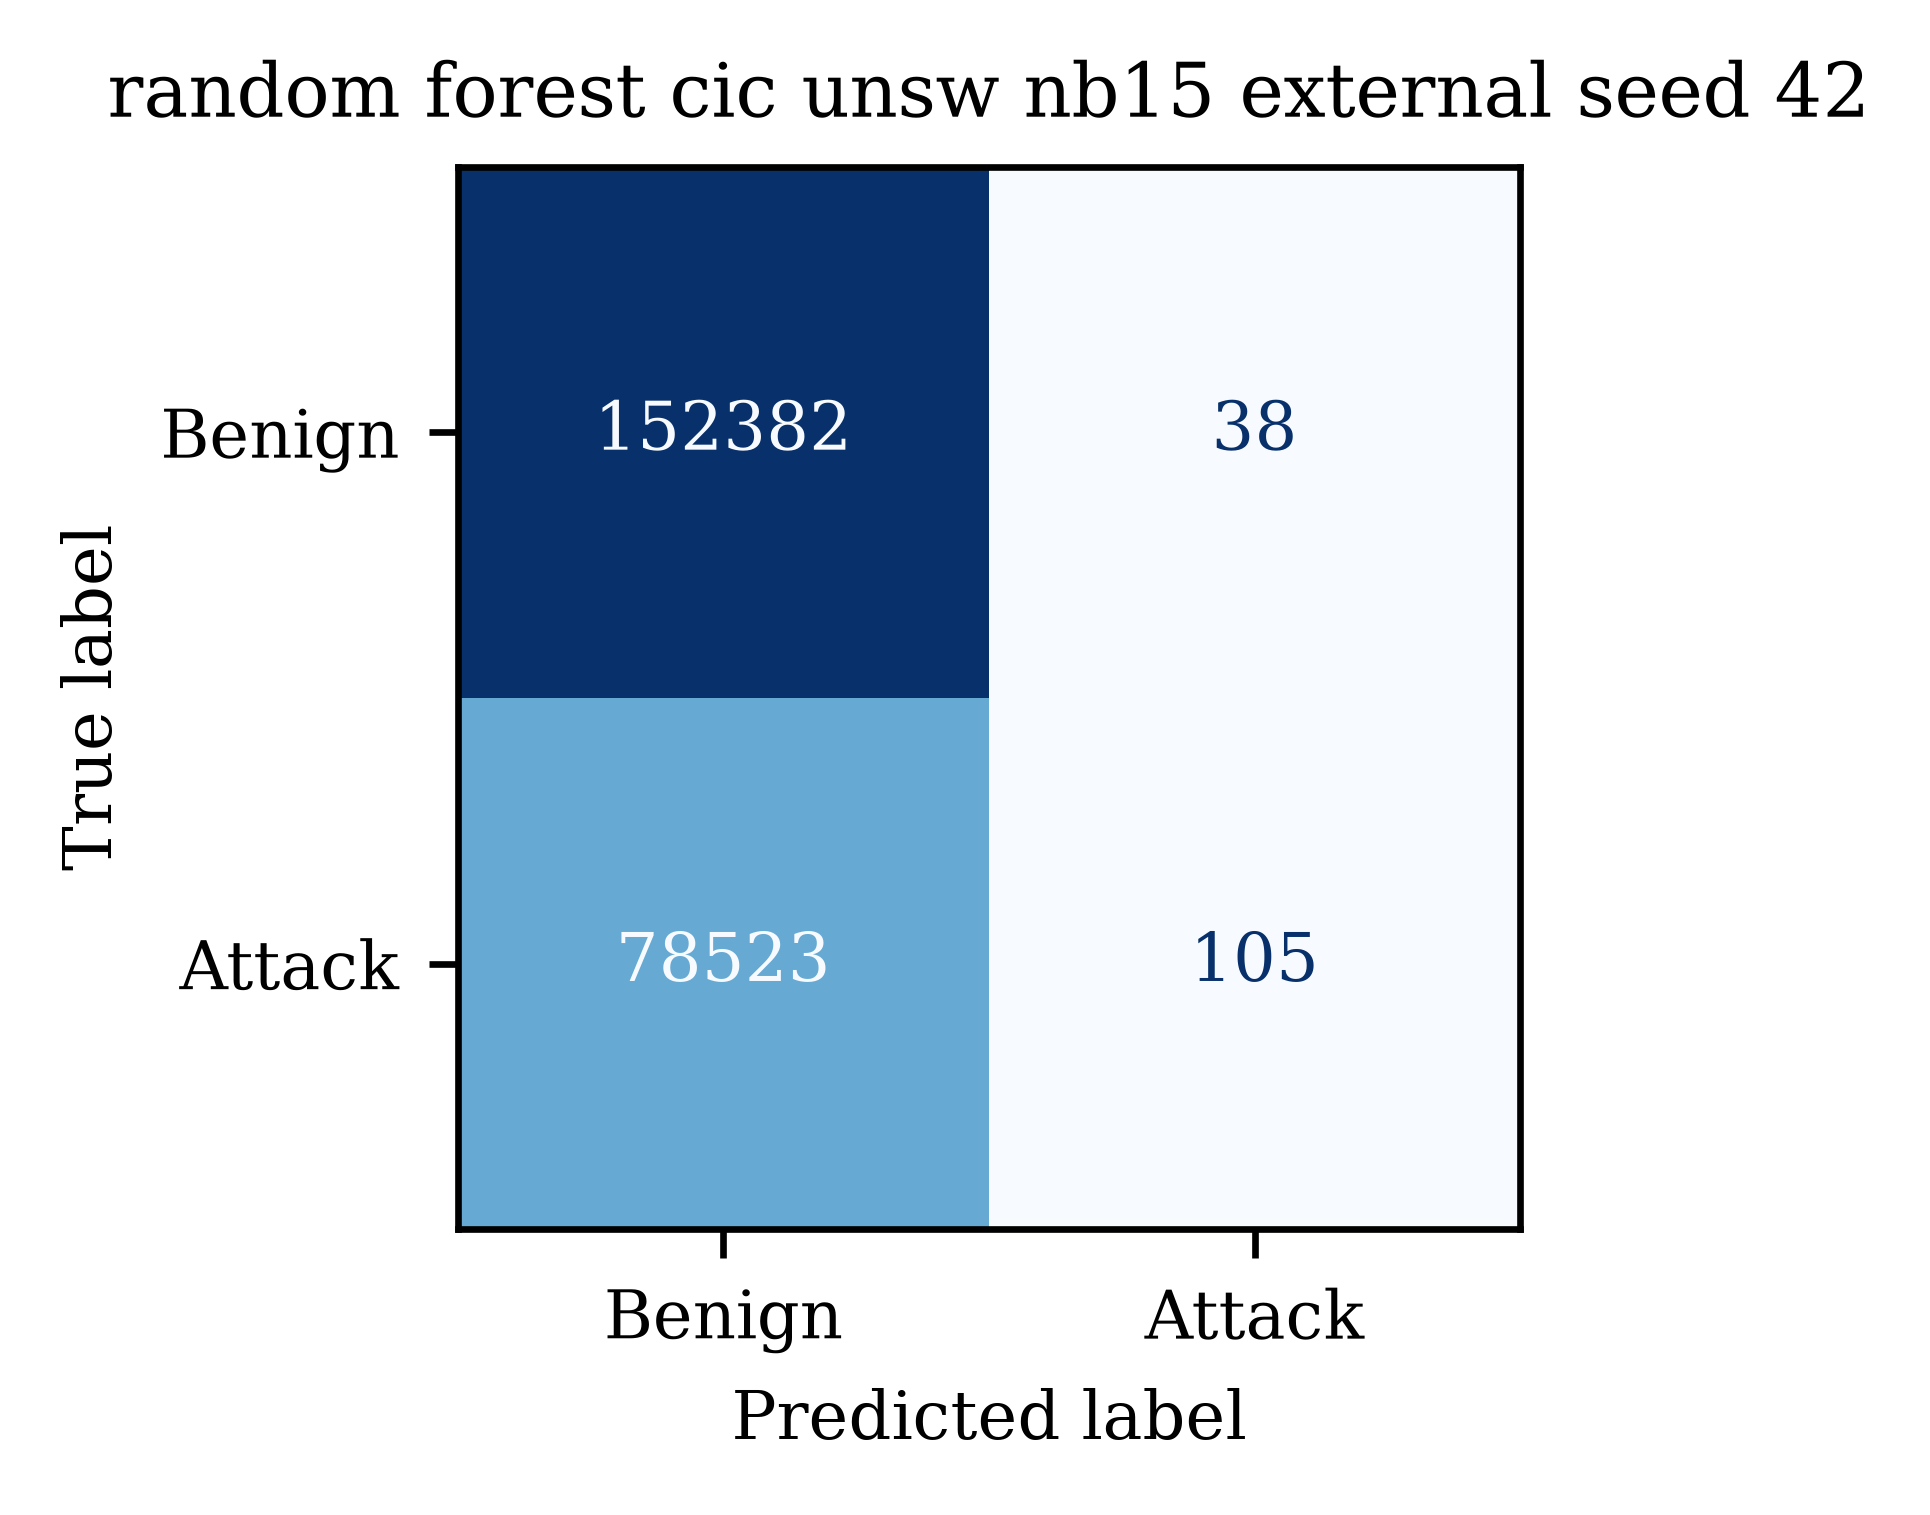 random forest cic unsw nb15 external seed 42
True label
Benign
152382
38
Attack
78523
105
Benign
Attack
Predicted label